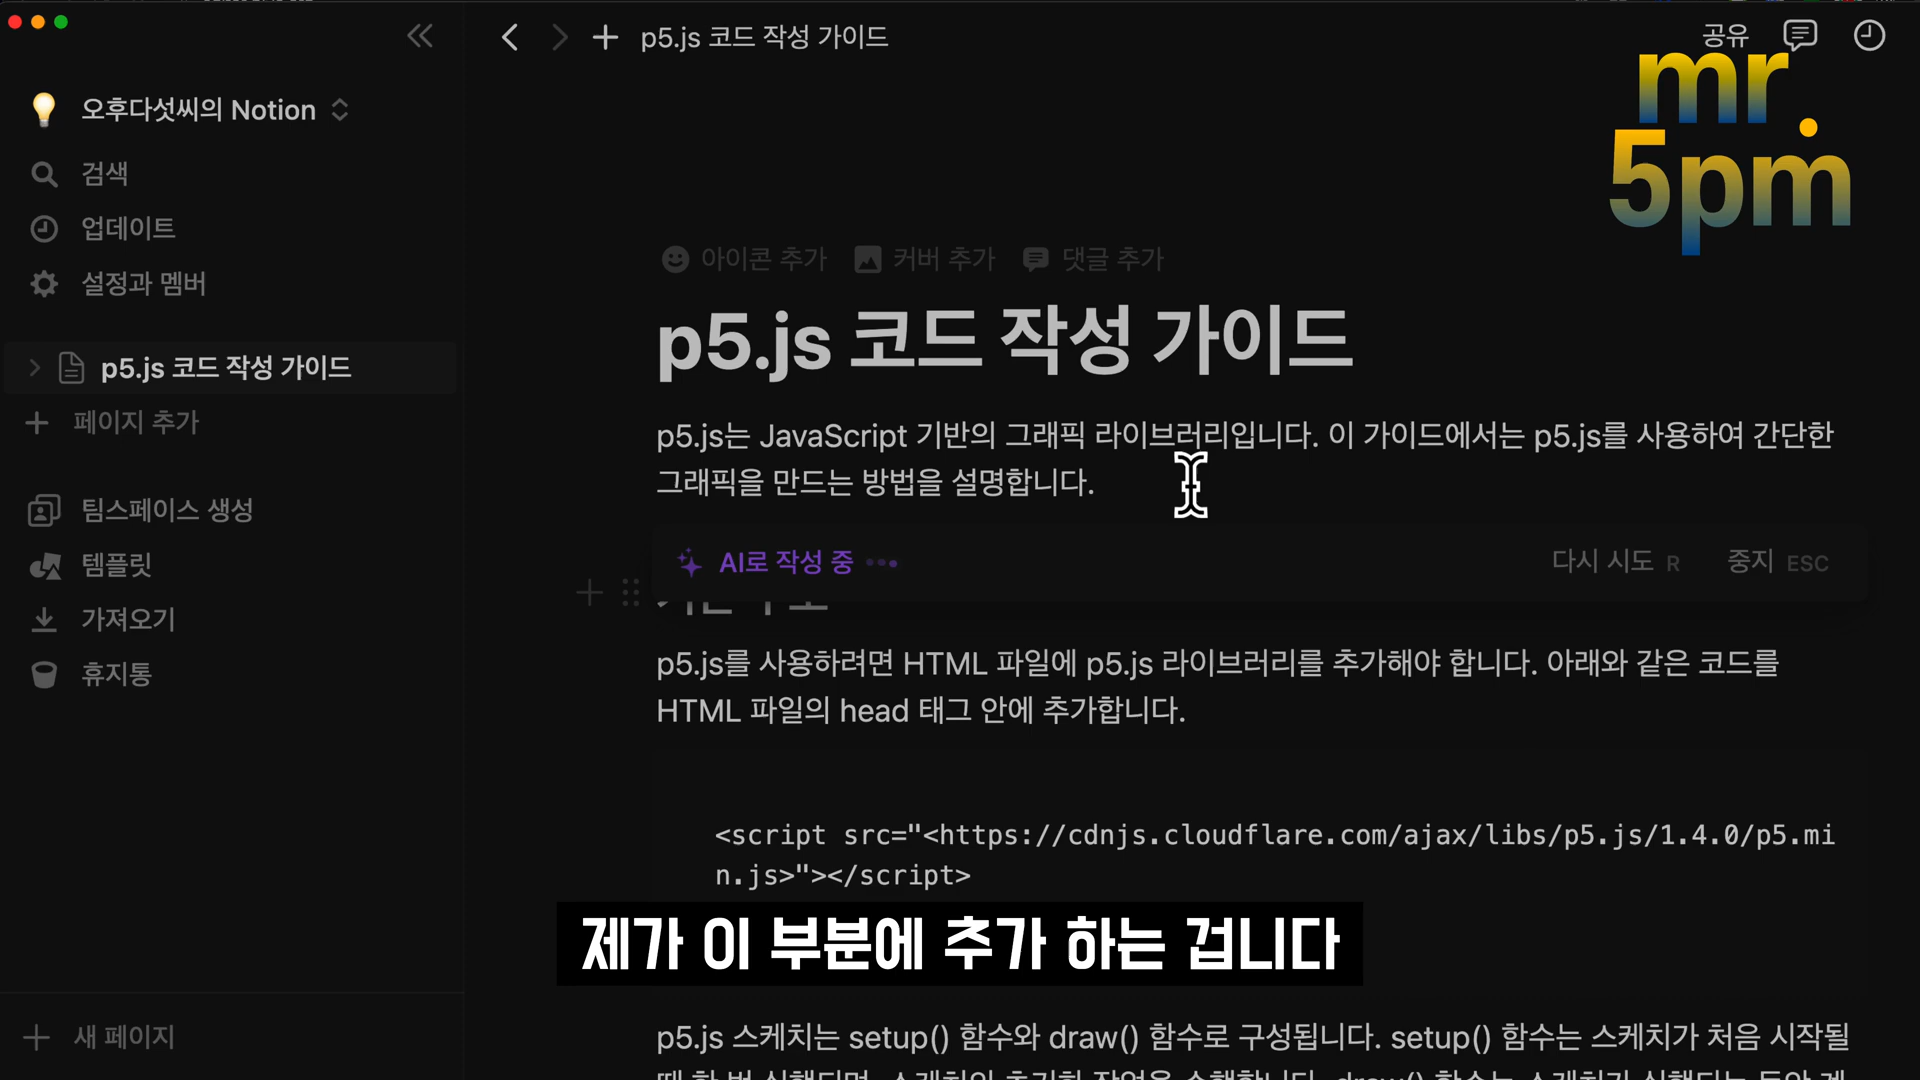 p5.js 코드 작성 가이드
공유
mr.
5pm
오후다섯씨의 Notion
검색
업데이트
설정과 멤버
p5.js 코드 작성 가이드
페이지 추가
팀스페이스 생성
템플릿
가져오기
휴지통
새 페이지
아이콘 추가 커버 추가 댓글 추가
p5.js 코드 작성 가이드
p5.js는 JavaScript 기반의 그래픽 라이브러리입니다. 이 가이드에서는 p5.js를 사용하여 간단한
그래픽을 만드는 방법을 설명합니다.
AI로 작성 중 다시 시도 R 중지 ESC
p5.js를 사용하려면 HTML 파일에 p5.js 라이브러리를 추가해야 합니다. 아래와 같은 코드를
HTML 파일의 head 태그 안에 추가합니다.
<script src="<https://cdnjs.cloudflare.com/ajax/libs/p5.js/1.4.0/p5.mi
n.js>"></script>
제가 이 부분에 추가 하는 겁니다
p5.js 스케치는 setup() 함수와 draw() 함수로 구성됩니다. setup() 함수는 스케치가 처음 시작될